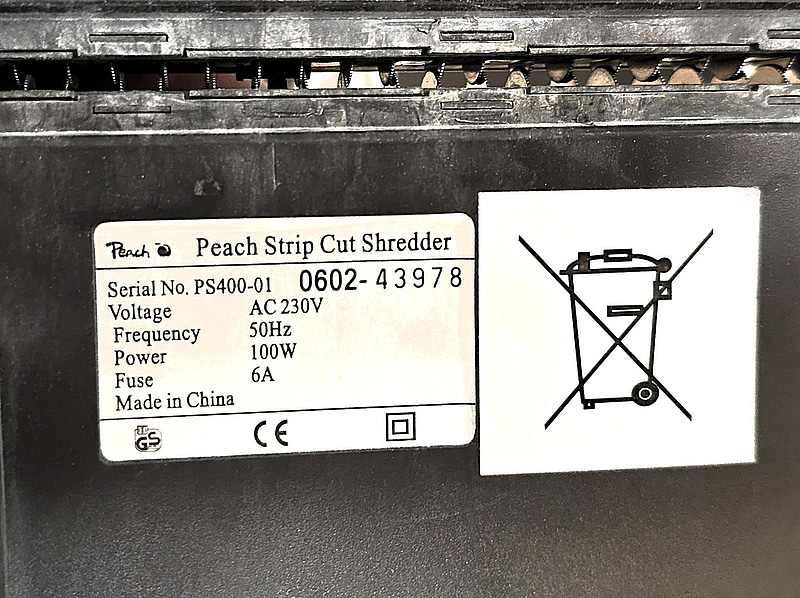 Peach Peach Strip Cut Shredder
Serial No. PS400-01 0602-43978
Voltage AC 230V
Frequency 50Hz
Power 100W
Fuse 6A
Made in China
GS CE